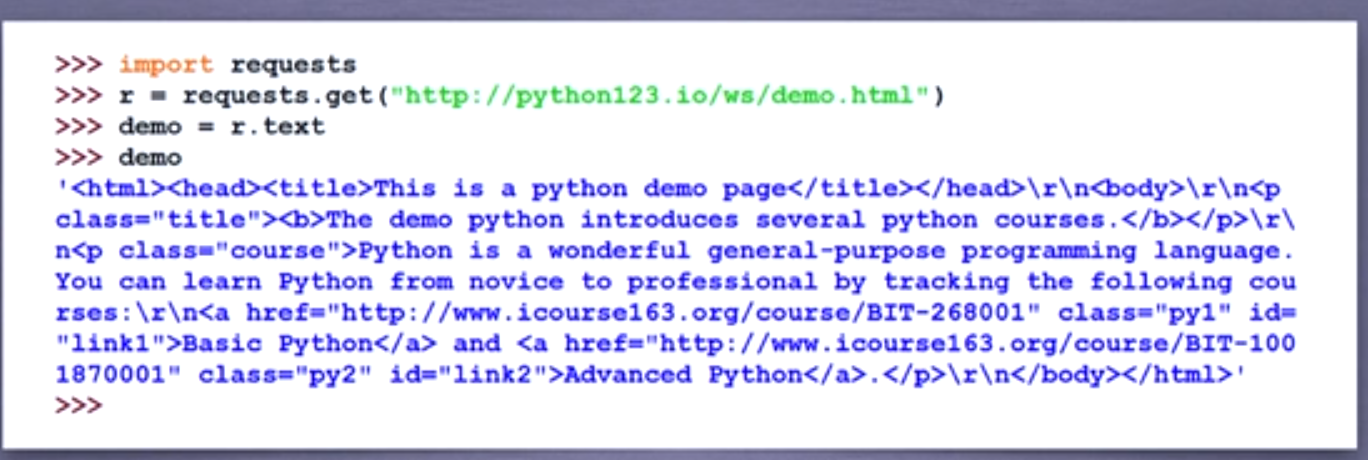 >>> import requests
>>> r = requests.get("http://python123.io/ws/demo.html")
>>> demo = r.text
>>> demo
'<html><head><title>This is a python demo page</title></head>\r\n<body>\r\n<p
class="title"><b>The demo python introduces several python courses.</b></p>\r\
n<p class="course">Python is a wonderful general-purpose programming language.
You can learn Python from novice to professional by tracking the following cou
rses:\r\n<a href="http://www.icourse163.org/course/BIT-268001" class="py1" id=
"link1">Basic Python</a> and <a href="http://www.icourse163.org/course/BIT-100
1870001" class="py2" id="link2">Advanced Python</a>.</p>\r\n</body></html>'
>>>